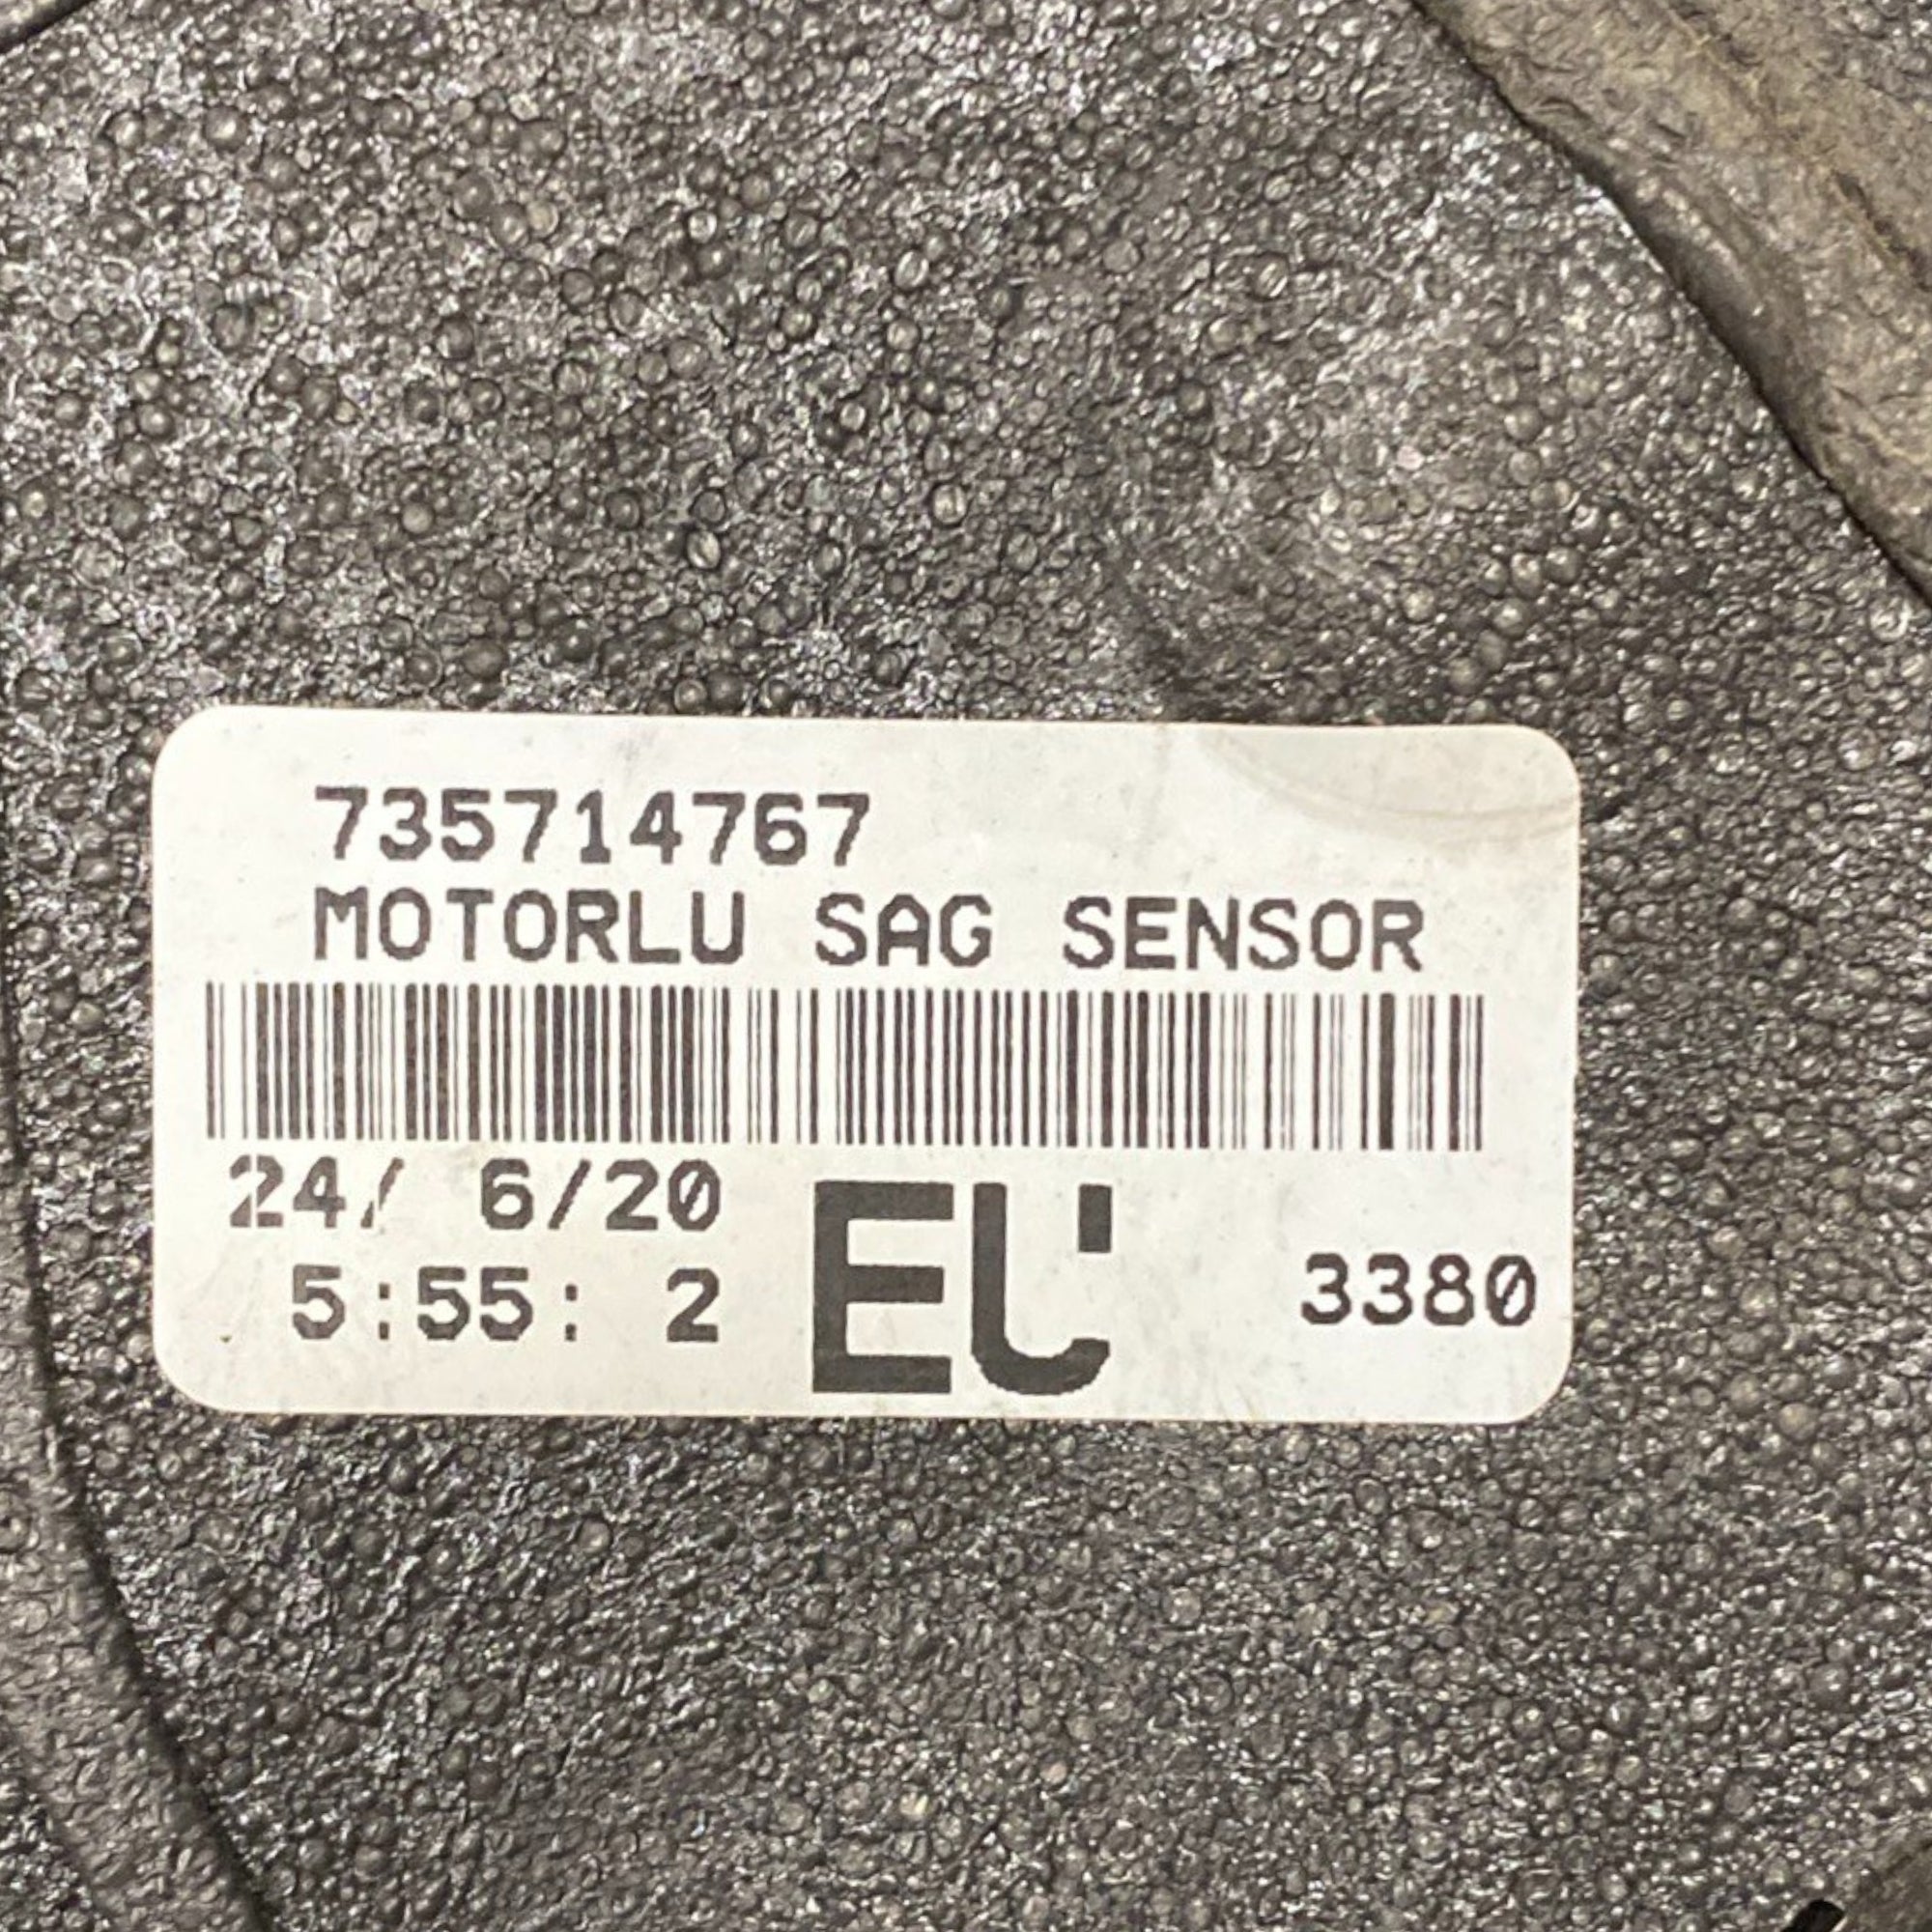 735714767
MOTORLU SAG SENSOR
24/ 6/20
5:55: 2
EU
3380